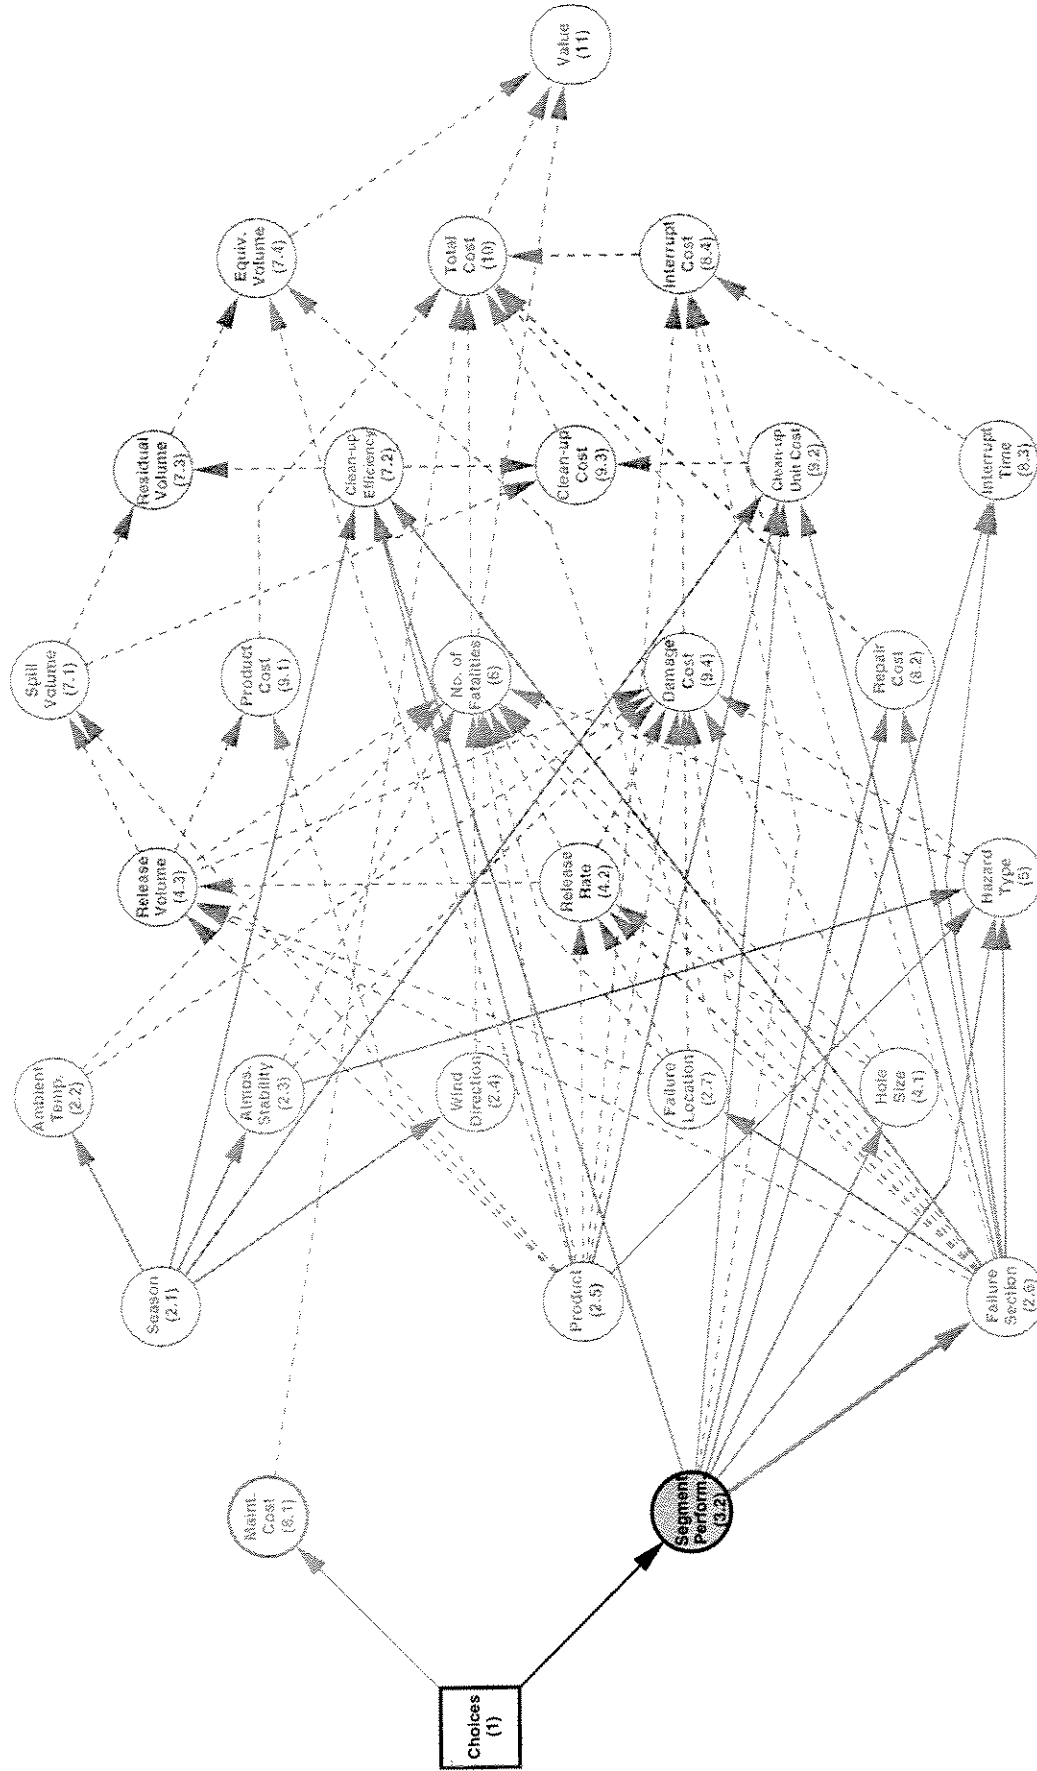 Choices
(1)
Maint.
Cost
(8.1)
Segment
Perform.
(3.2)
Season
(2.1)
Product
(2.5)
Failure
Section
(2.6)
Ambient
Temp.
(2.2)
Atmos.
Stability
(2.3)
Wind
Direction
(2.4)
Failure
Location
(2.7)
Hole
Size
(4.1)
Release
Volume
(4.3)
Release
Rate
(4.2)
Hazard
Type
(5)
Spill
Volume
(7.1)
Product
Cost
(9.1)
No. of
Fatalities
(6)
Damage
Cost
(9.4)
Repair
Cost
(8.2)
Residual
Volume
(7.3)
Clean-up
Efficiency
(7.2)
Clean-up
Cost
(9.3)
Clean-up
Unit Cost
(9.2)
Interrupt
Time
(8.3)
Equiv.
Volume
(7.4)
Total
Cost
(10)
Interrupt
Cost
(8.4)
Value
(11)